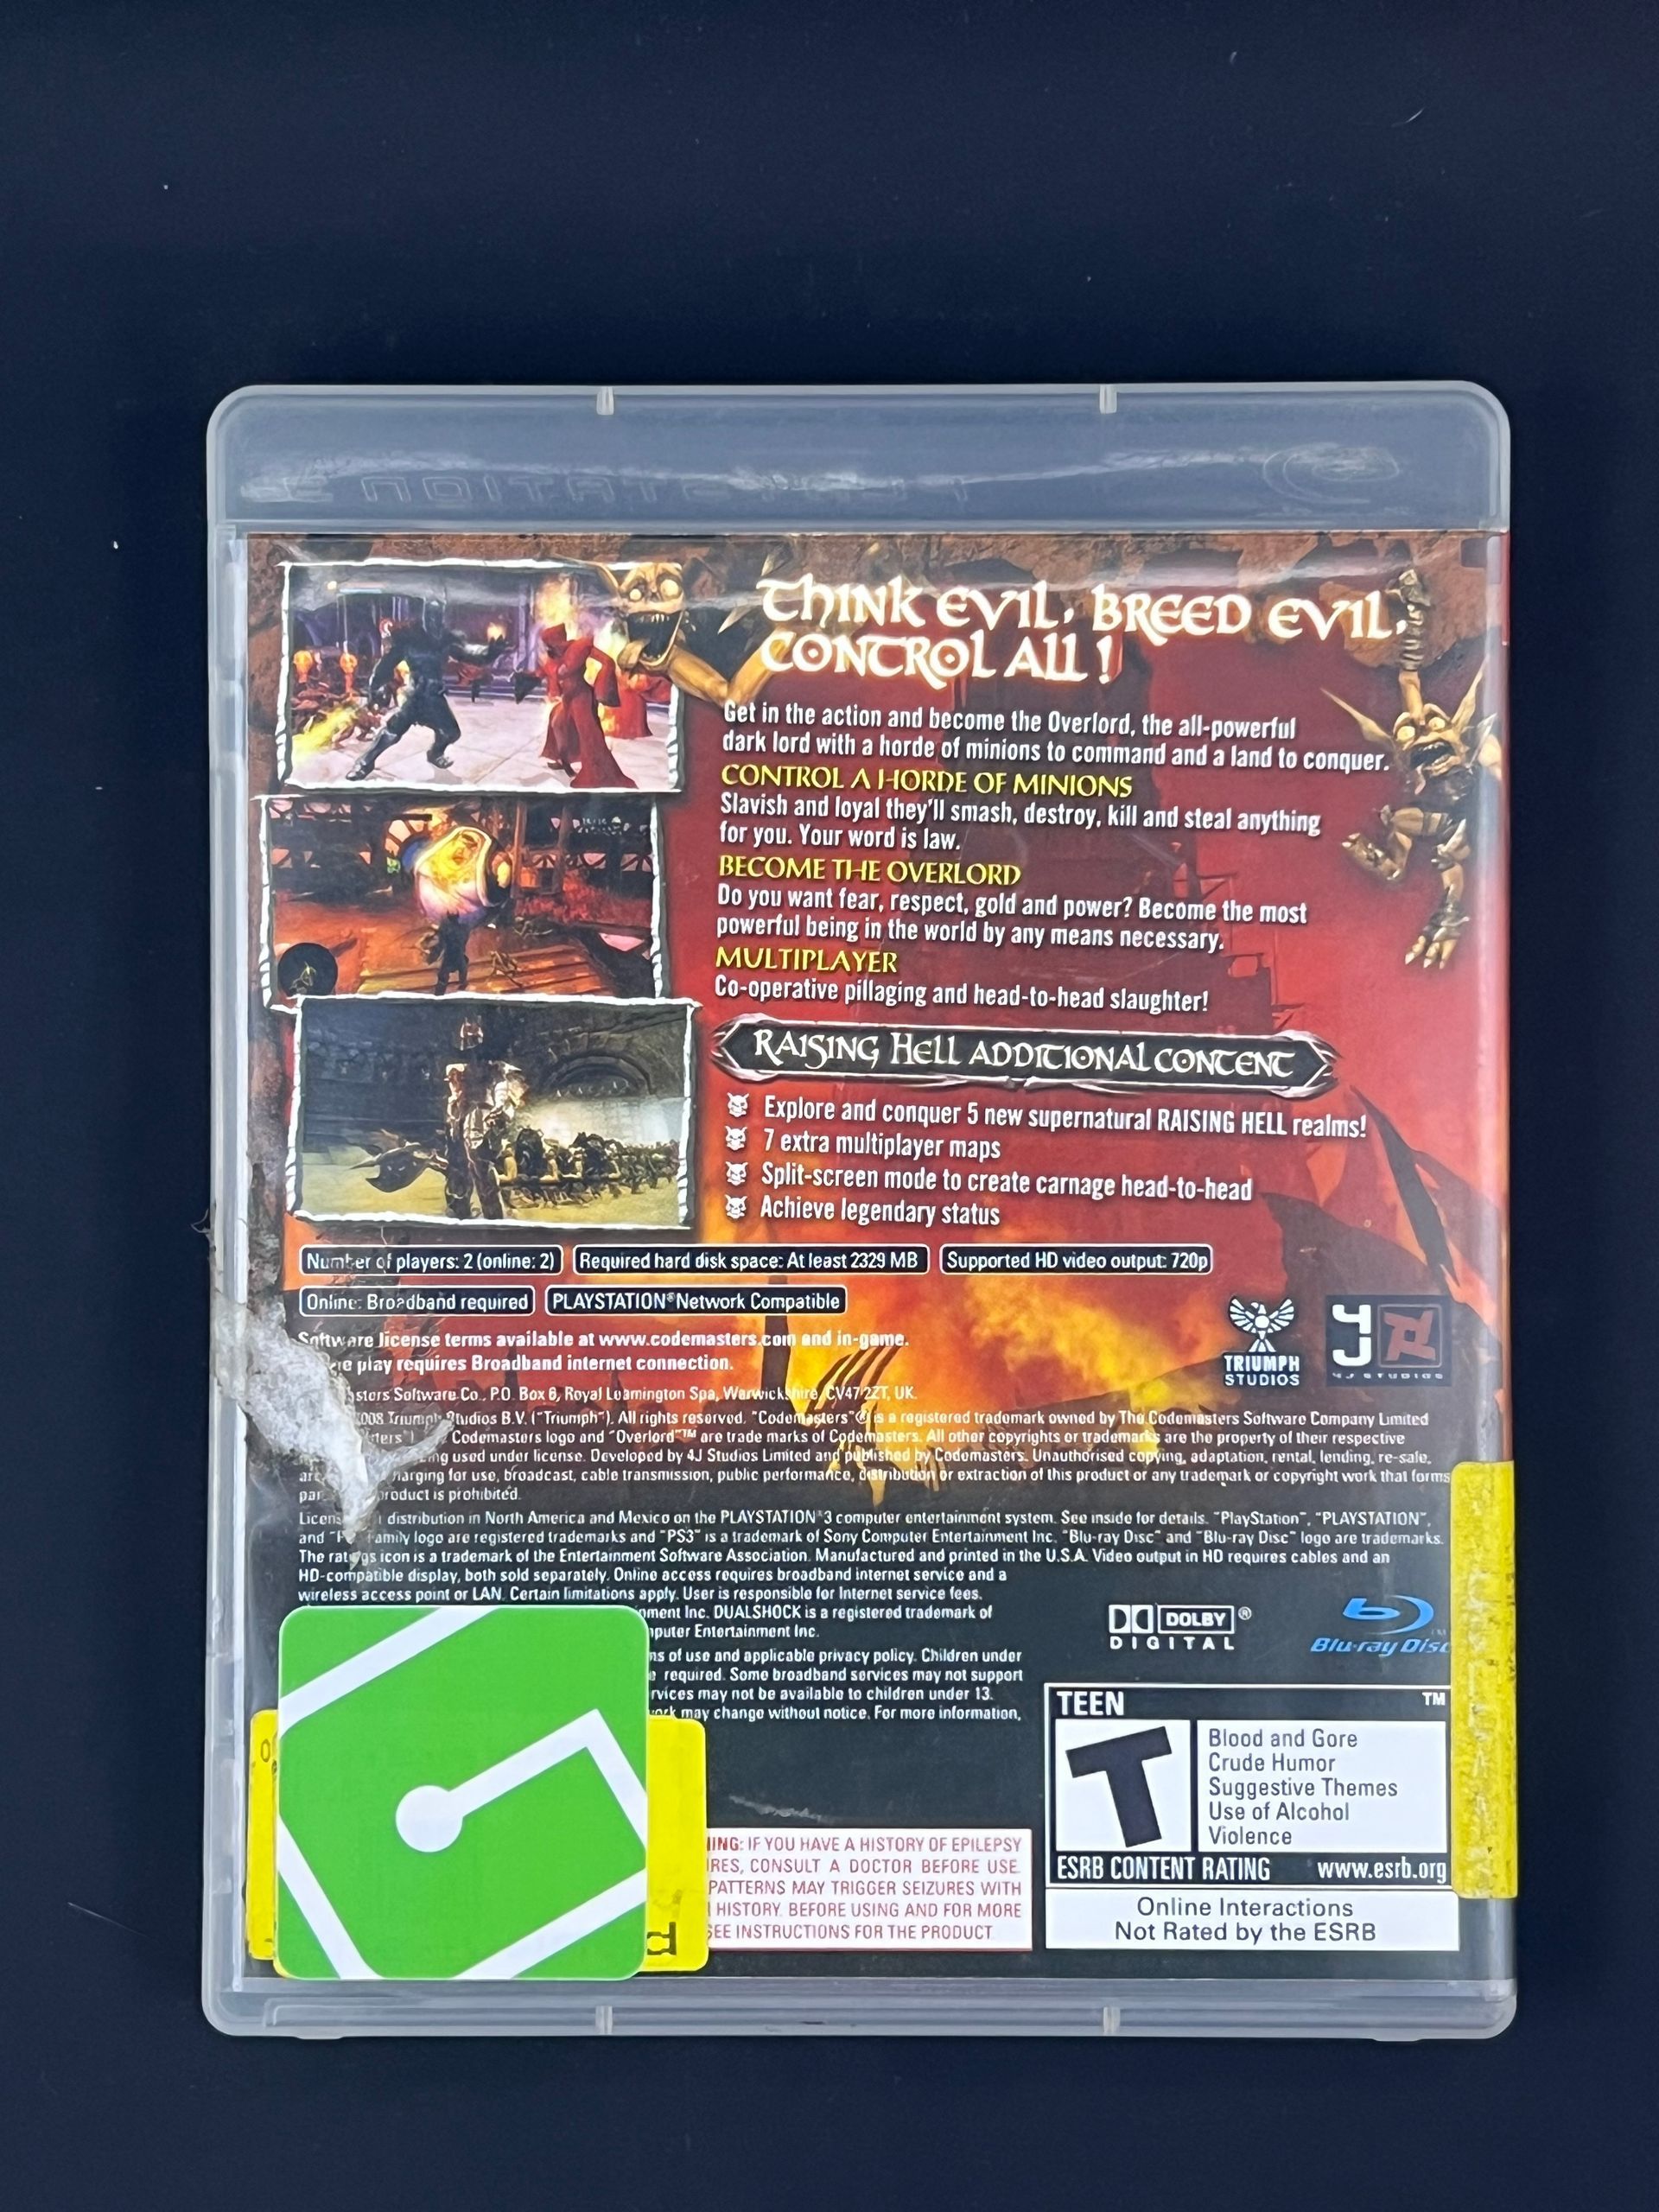 THINK EVIL, BREED EVIL,
CONTROL ALL!
Get in the action and become the Overlord, the all-powerful
dark lord with a horde of minions to command and a land to conquer.
CONTROL A HORDE OF MINIONS
Slavish and loyal they'll smash, destroy, kill and steal anything
for you. Your word is law.
BECOME THE OVERLORD
Do you want fear, respect, gold and power? Become the most
powerful being in the world by any means necessary.
MULTIPLAYER
Co-operative pillaging and head-to-head slaughter!
RAISING HELL ADDITIONAL CONTENT
Explore and conquer 5 new supernatural RAISING HELL realms!
7 extra multiplayer maps
Split-screen mode to create carnage head-to-head
Achieve legendary status
Number of players: 2 (online: 2) Required hard disk space: At least 2329 MB Supported HD video output: 720p
Online: Broadband required PLAYSTATION®Network Compatible
Software license terms available at www.codemasters.com and in-game.
play requires Broadband internet connection.
Software Co., P.O. Box 6, Royal Leamington Spa, Warwickshire, CV47 2ZT, UK.
Triumph Studios B.V. ("Triumph"). All rights reserved. "Codemasters"® is a registered trademark owned by The Codemasters Software Company Limited
Codemasters logo and "Overlord"™ are trade marks of Codemasters. All other copyrights or trademarks are the property of their respective
used under license. Developed by 4J Studios Limited and published by Codemasters. Unauthorised copying, adaptation, rental, lending, re-sale,
for use, broadcast, cable transmission, public performance, distribution or extraction of this product or any trademark or copyright work that forms
product is prohibited.
distribution in North America and Mexico on the PLAYSTATION®3 computer entertainment system. See inside for details. "PlayStation", "PLAYSTATION",
and Family logo are registered trademarks and "PS3" is a trademark of Sony Computer Entertainment Inc. "Blu-ray Disc" and "Blu-ray Disc" logo are trademarks.
The ratings icon is a trademark of the Entertainment Software Association. Manufactured and printed in the U.S.A. Video output in HD requires cables and an
HD-compatible display, both sold separately. Online access requires broadband internet service and a
wireless access point or LAN. Certain limitations apply. User is responsible for Internet service fees.
Inc. DUALSHOCK is a registered trademark of
Entertainment Inc.
of use and applicable privacy policy. Children under
required. Some broadband services may not support
may not be available to children under 13.
may change without notice. For more information,
TRIUMPH
STUDIOS
4J STUDIOS
DOLBY ®
DIGITAL
Blu-ray Disc
TEEN ™
T
Blood and Gore
Crude Humor
Suggestive Themes
Use of Alcohol
Violence
ESRB CONTENT RATING www.esrb.org
Online Interactions
Not Rated by the ESRB
IF YOU HAVE A HISTORY OF EPILEPSY
CONSULT A DOCTOR BEFORE USE.
PATTERNS MAY TRIGGER SEIZURES WITH
HISTORY. BEFORE USING AND FOR MORE
SEE INSTRUCTIONS FOR THE PRODUCT